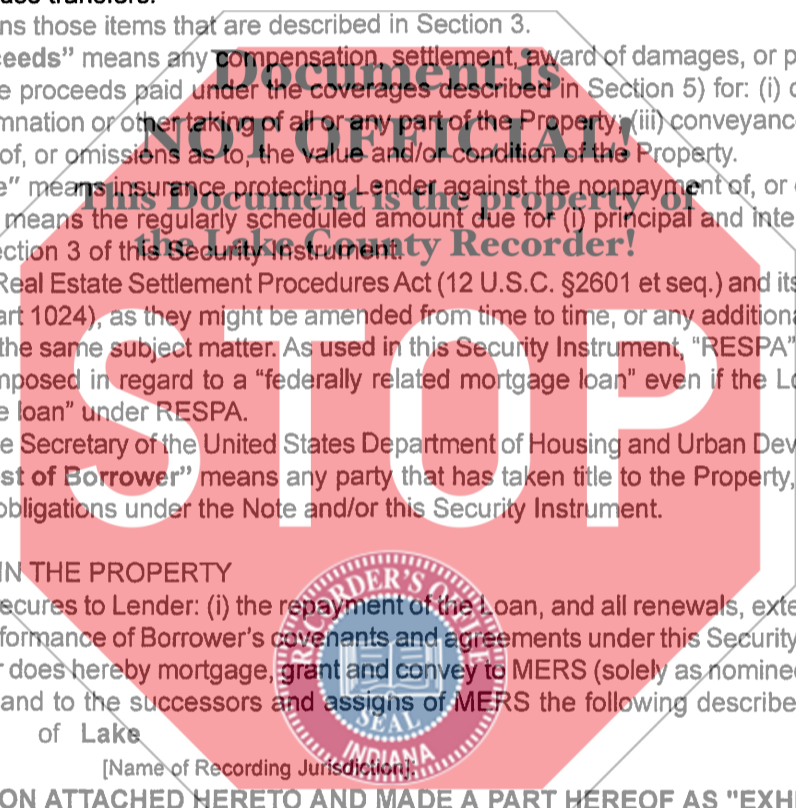 ns those items that are described in Section 3.
ceeds” means any compensation, settlement, award of damages, or p
Document is
e proceeds paid under the coverages described in Section 5) for: (i)
mnation or other taking of all or any part of the Property; (iii) conveyanc
NOT OFFICIAL!
of, or omissions as to, the value and/or condition of the Property.
e” means insurance protecting Lender against the nonpayment of, or
This Document is the property of
means the regularly scheduled amount due for (i) principal and inte
the Lake County Recorder!
ection 3 of this Security Instrument.
Real Estate Settlement Procedures Act (12 U.S.C. §2601 et seq.) and its
art 1024), as they might be amended from time to time, or any additiona
the same subject matter. As used in this Security Instrument, “RESPA”
mposed in regard to a “federally related mortgage loan” even if the Lo
e loan” under RESPA.
STOP
e Secretary of the United States Department of Housing and Urban Dev
st of Borrower” means any party that has taken title to the Property,
obligations under the Note and/or this Security Instrument.
IN THE PROPERTY
RECORDER'S OFFICE
ecures to Lender: (i) the repayment of the Loan, and all renewals, exte
formance of Borrower's covenants and agreements under this Security
r does hereby mortgage, grant and convey to MERS (solely as nominee
and to the successors and assigns of MERS the following describe
SEAL
of Lake
INDIANA
[Name of Recording Jurisdiction]:
ON ATTACHED HERETO AND MADE A PART HEREOF AS "EXHI